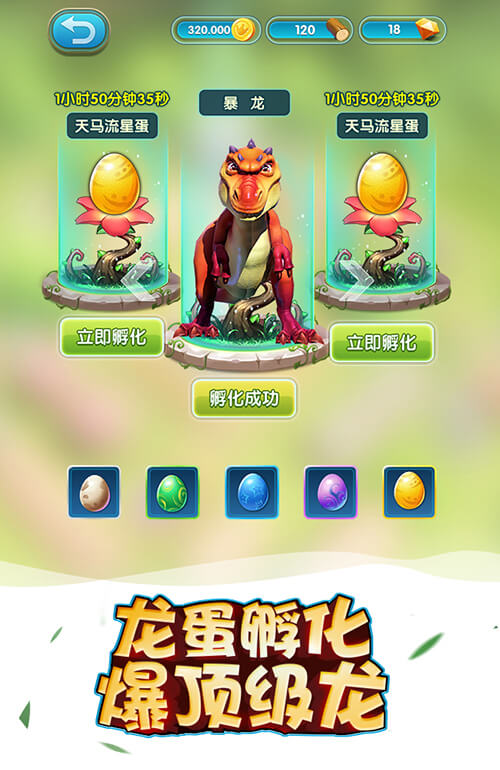 320.000
120
18
1小时50分钟35秒
天马流星蛋
暴 龙
1小时50分钟35秒
天马流星蛋
立即孵化
立即孵化
孵化成功
龙蛋孵化
爆顶级龙